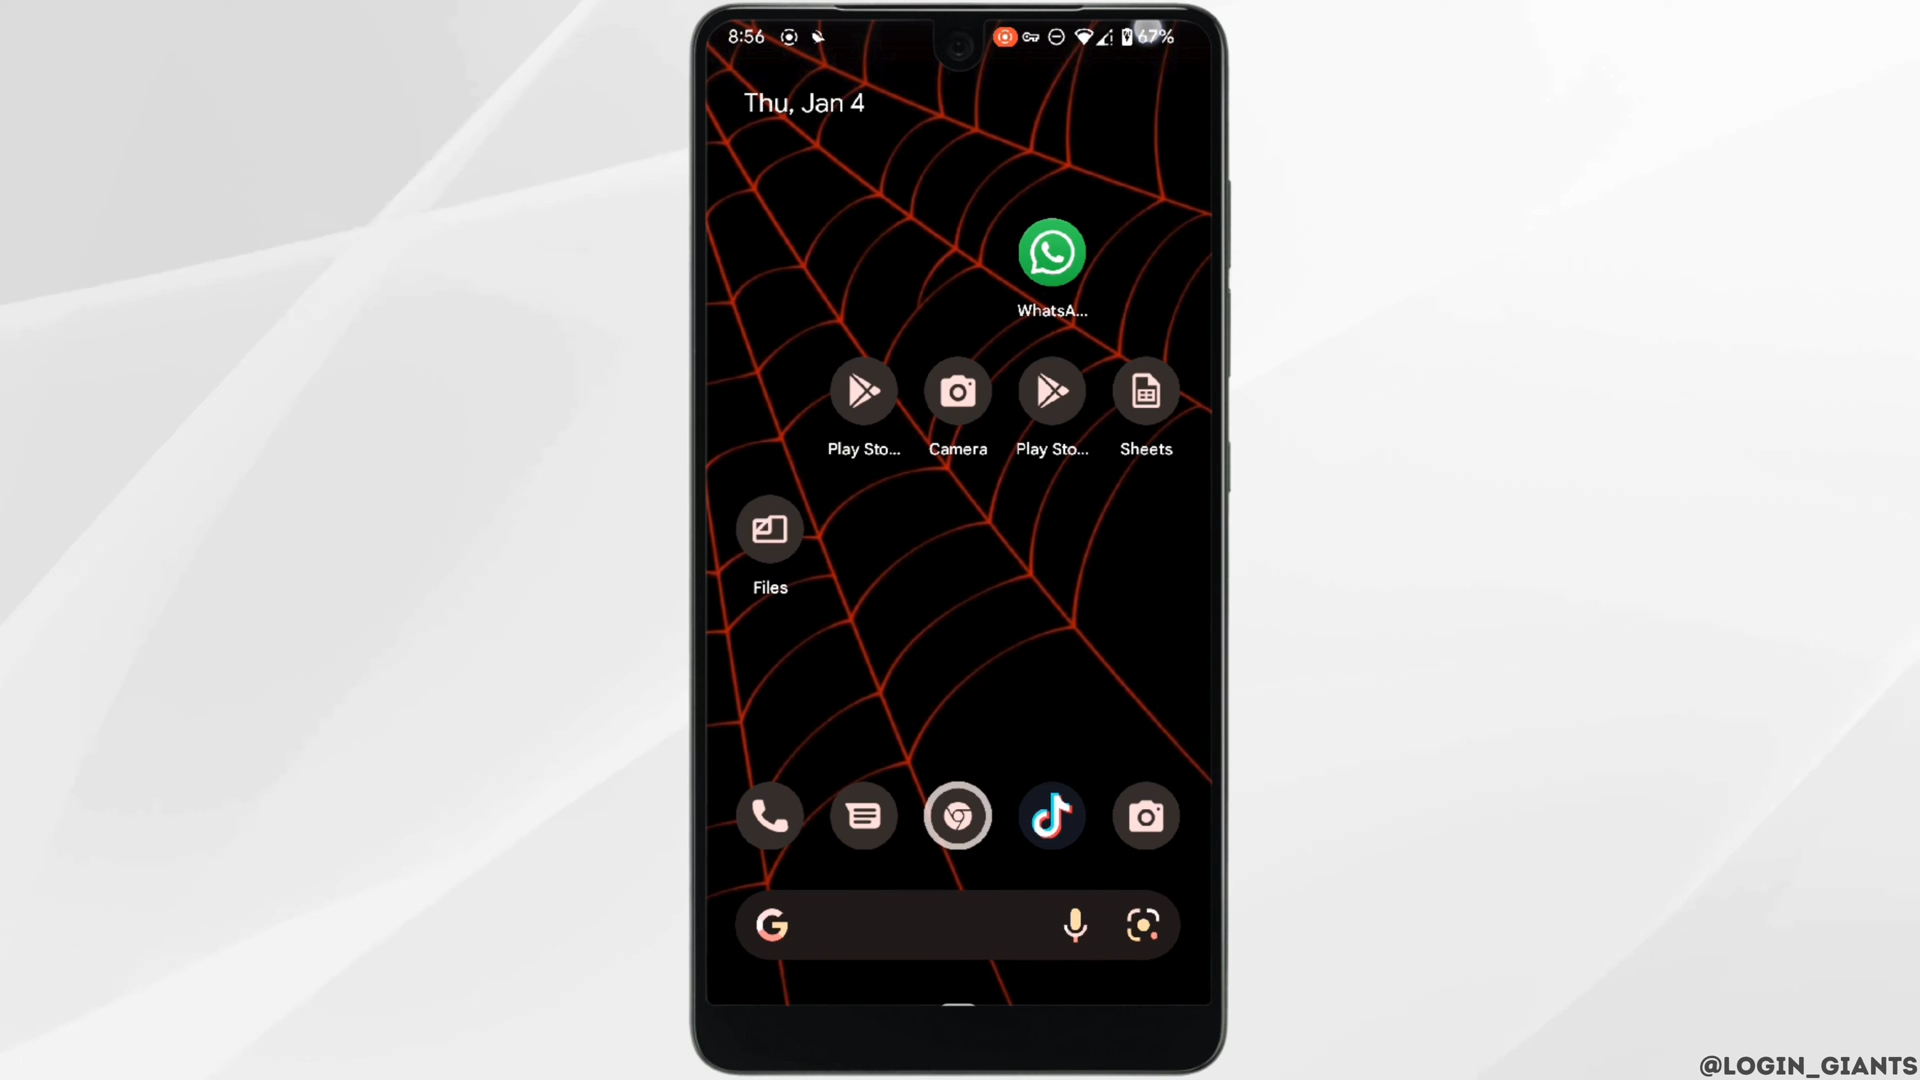 8:56
67%
Thu, Jan 4
WhatsA...
Play Sto...
Camera
Play Sto...
Sheets
Files
@LOGIN_GIANTS